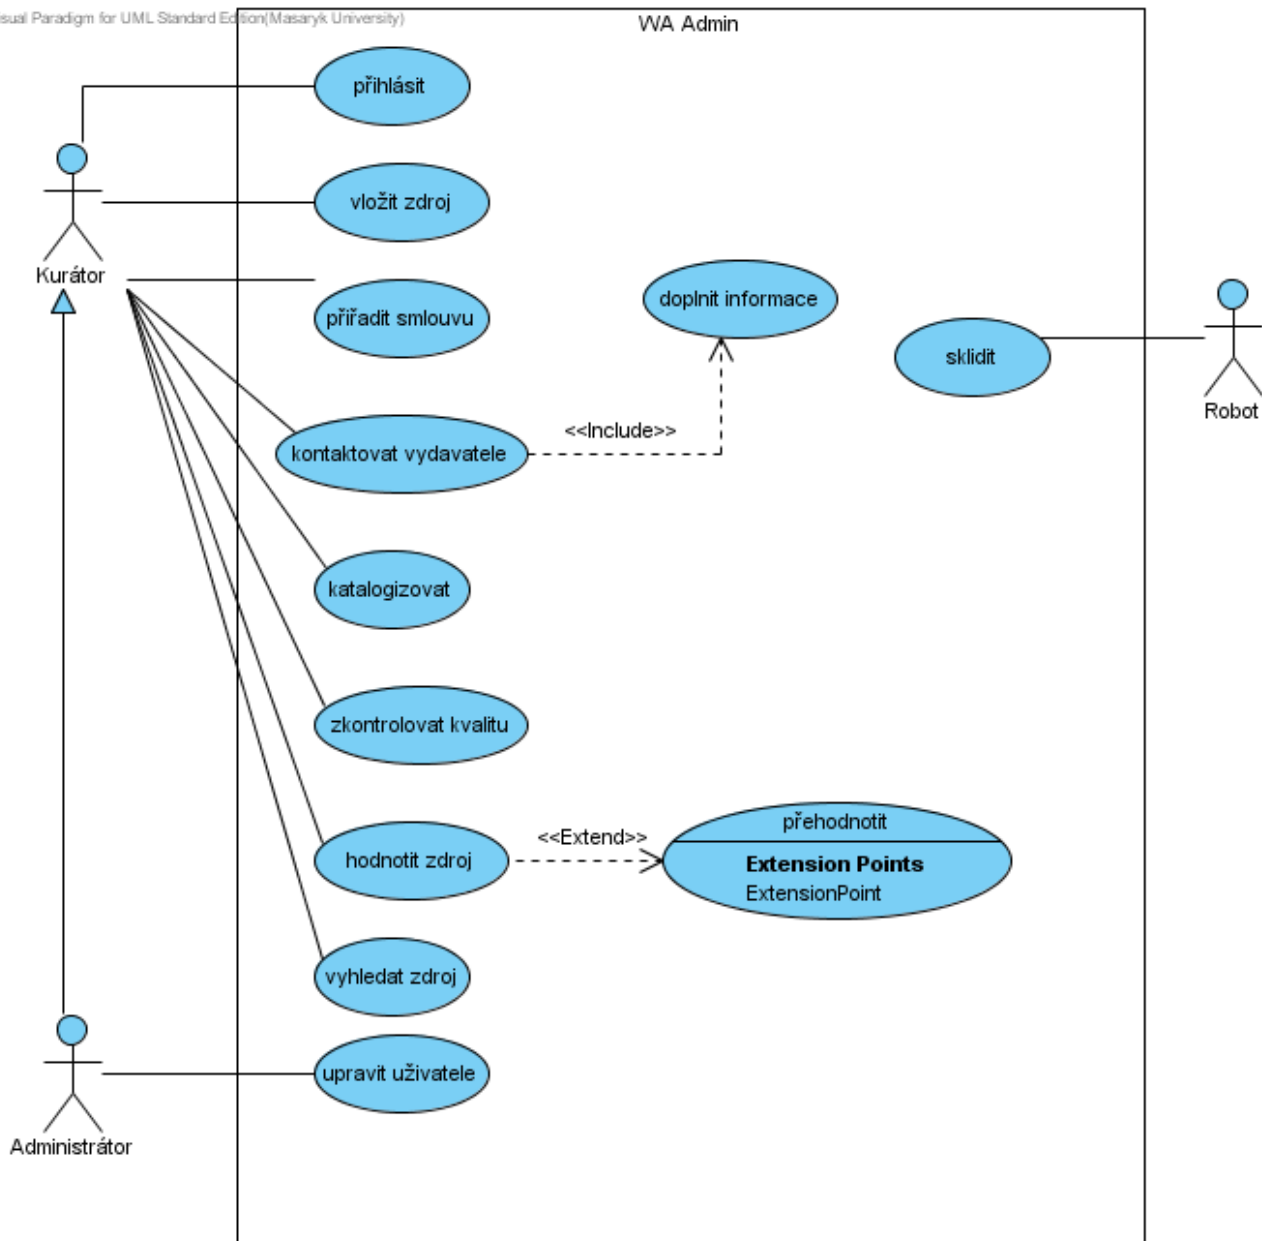 sual Paradigm for UML Standard Edition(Masaryk University)
WA Admin
přihlásit
vložit zdroj
Kurátor
přiřadit smlouvu
doplnit informace
sklidit
Robot
<<Include>>
kontaktovat vydavatele
katalogizovat
zkontrolovat kvalitu
přehodnotit
<<Extend>>
hodnotit zdroj
Extension Points
ExtensionPoint
vyhledat zdroj
upravit uživatele
Administrátor